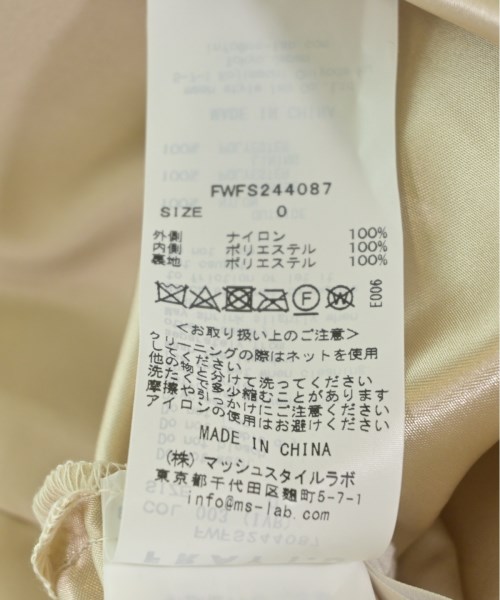 FWFS244087
SIZE 0
外側 ナイロン 100%
内側 ポリエステル 100%
裏地 ポリエステル 100%
F W E006
<お取り扱い上のご注意>
クリーニングの際はネットを使用
してください
他の物と分けて洗ってください
洗たくで多少縮むことがあります
摩擦や引っかけにご注意ください
アイロンの使用はお避けください
MADE IN CHINA
(株) マッシュスタイルラボ
東京都千代田区麹町5-7-1
info@ms-lab.com